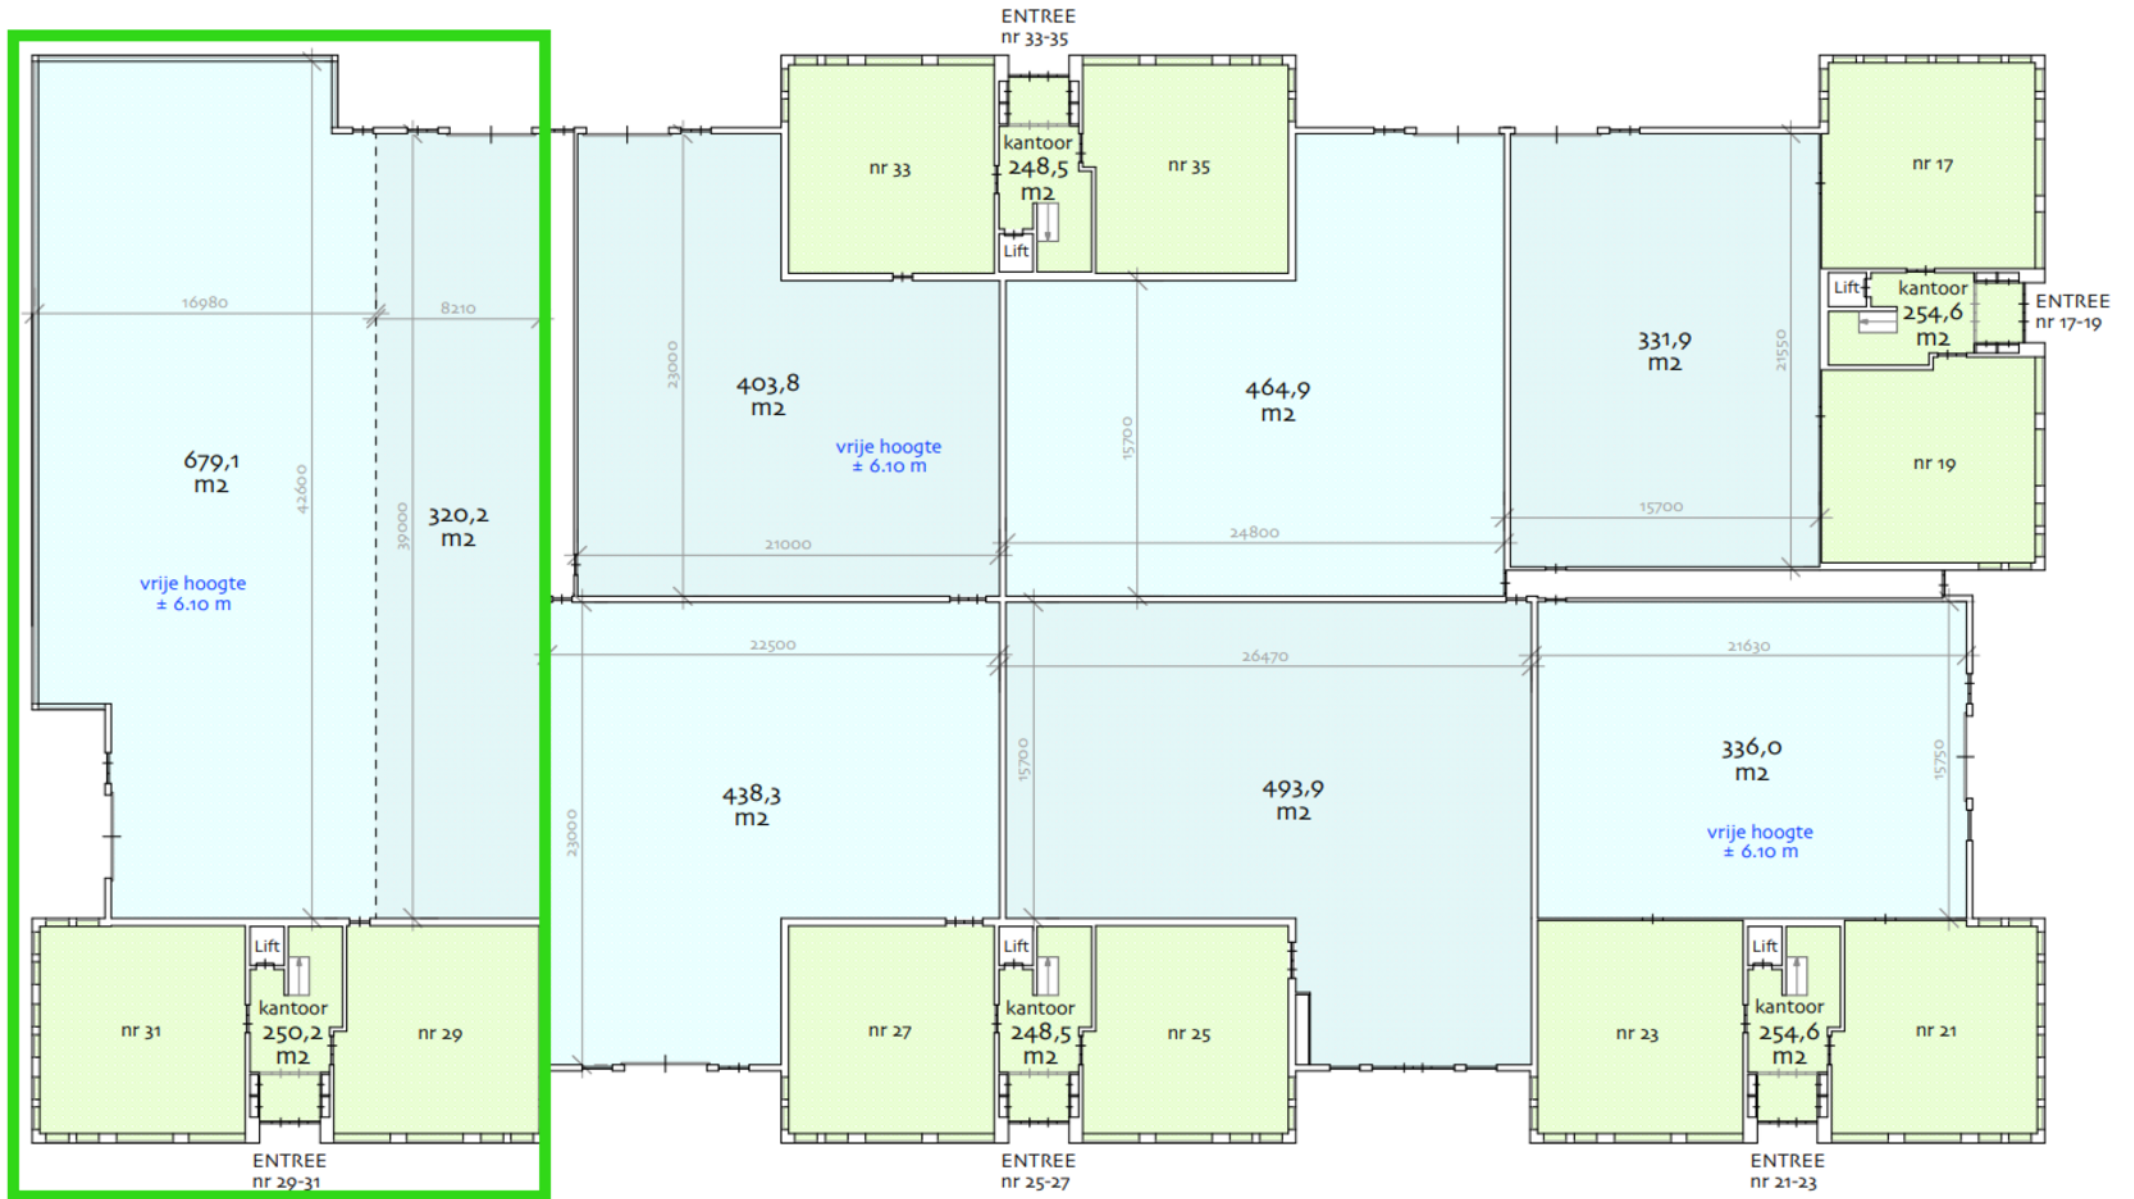 ENTREE
nr 33-35
nr 33
kantoor
248,5
m2
Lift
nr 35
nr 17
Lift
kantoor
254,6
m2
ENTREE
nr 17-19
nr 19
16980
8210
42600
39000
679,1
m2
320,2
m2
vrije hoogte
± 6.10 m
23000
403,8
m2
vrije hoogte
± 6.10 m
21000
15700
464,9
m2
24800
331,9
m2
21550
15700
22500
26470
21630
438,3
m2
23000
15700
493,9
m2
336,0
m2
15750
vrije hoogte
± 6.10 m
nr 31
Lift
kantoor
250,2
m2
nr 29
nr 27
Lift
kantoor
248,5
m2
nr 25
nr 23
Lift
kantoor
254,6
m2
nr 21
ENTREE
nr 29-31
ENTREE
nr 25-27
ENTREE
nr 21-23